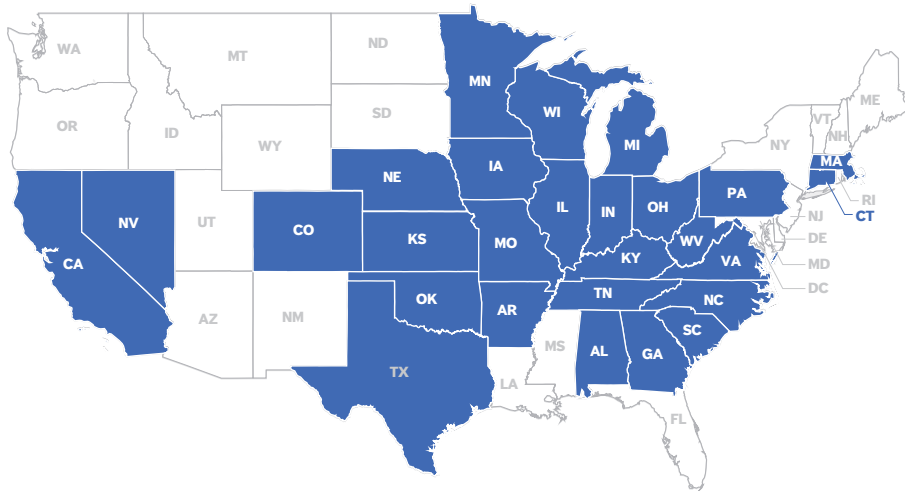 WA
MT
ND
MN
ME
VT
NH
OR
ID
SD
WI
NY
WY
MI
MA
NE
IA
PA
RI
NV
UT
CO
IL
IN
OH
NJ
CT
CA
KS
MO
WV
DE
KY
VA
MD
DC
AZ
NM
OK
AR
TN
NC
SC
MS
AL
GA
TX
LA
FL